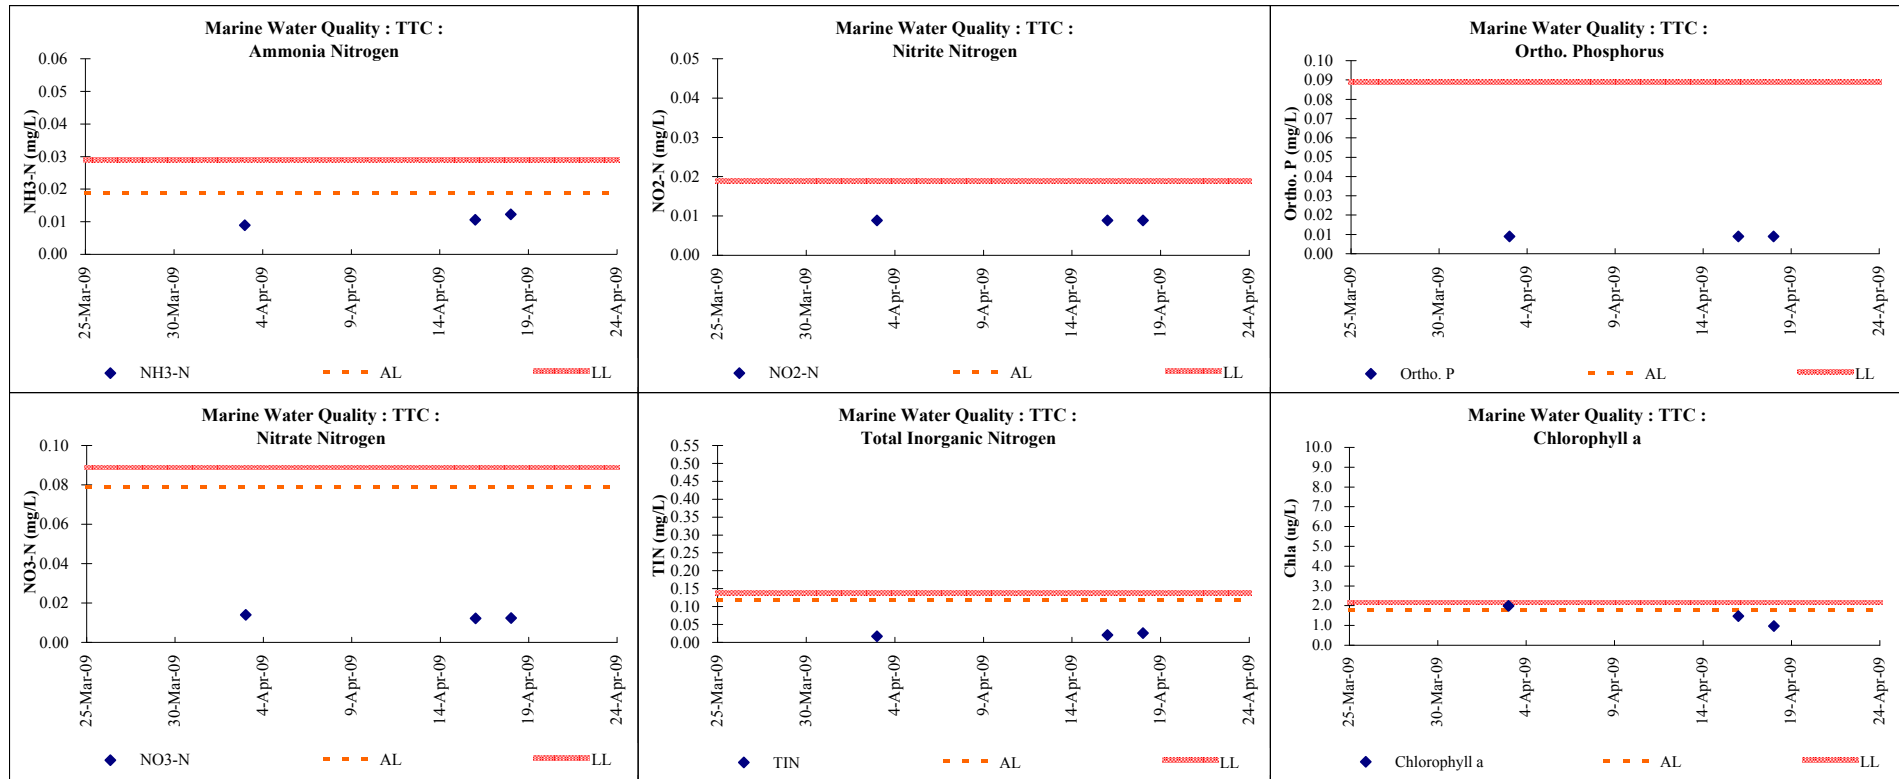 Marine Water Quality : TTC :
Ammonia Nitrogen
0.06
0.05
0.04
0.03
0.02
0.01
0.00
NH3-N (mg/L)
25-Mar-09
30-Mar-09
4-Apr-09
9-Apr-09
14-Apr-09
19-Apr-09
24-Apr-09
NH3-N AL LL
Marine Water Quality : TTC :
Nitrite Nitrogen
0.05
0.04
0.03
0.02
0.01
0.00
NO2-N (mg/L)
25-Mar-09
30-Mar-09
4-Apr-09
9-Apr-09
14-Apr-09
19-Apr-09
24-Apr-09
NO2-N AL LL
Marine Water Quality : TTC :
Ortho. Phosphorus
0.10
0.09
0.08
0.07
0.06
0.05
0.04
0.03
0.02
0.01
0.00
Ortho. P (mg/L)
25-Mar-09
30-Mar-09
4-Apr-09
9-Apr-09
14-Apr-09
19-Apr-09
24-Apr-09
Ortho. P AL LL
Marine Water Quality : TTC :
Nitrate Nitrogen
0.10
0.08
0.06
0.04
0.02
0.00
NO3-N (mg/L)
25-Mar-09
30-Mar-09
4-Apr-09
9-Apr-09
14-Apr-09
19-Apr-09
24-Apr-09
NO3-N AL LL
Marine Water Quality : TTC :
Total Inorganic Nitrogen
0.55
0.50
0.45
0.40
0.35
0.30
0.25
0.20
0.15
0.10
0.05
0.00
TIN (mg/L)
25-Mar-09
30-Mar-09
4-Apr-09
9-Apr-09
14-Apr-09
19-Apr-09
24-Apr-09
TIN AL LL
Marine Water Quality : TTC :
Chlorophyll a
10.0
9.0
8.0
7.0
6.0
5.0
4.0
3.0
2.0
1.0
0.0
Chla (ug/L)
25-Mar-09
30-Mar-09
4-Apr-09
9-Apr-09
14-Apr-09
19-Apr-09
24-Apr-09
Chlorophyll a AL LL